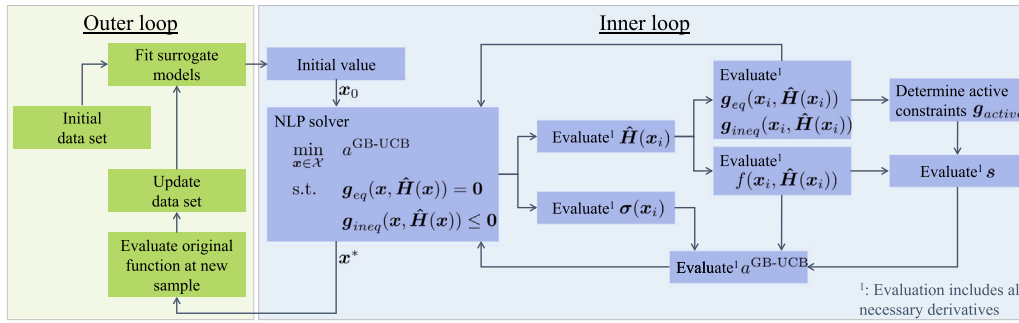 Outer loop
Fit surrogate
models
Initial
data set
Update
data set
Evaluate original
function at new
sample
Inner loop
Initial value
x₀
NLP solver
min a^GB-UCB
x∈𝒳
s.t. g_eq(x, Ĥ(x)) = 0
g_ineq(x, Ĥ(x)) ≤ 0
x*
Evaluate¹ Ĥ(x_i)
Evaluate¹ σ(x_i)
Evaluate¹
g_eq(x_i, Ĥ(x_i))
g_ineq(x_i, Ĥ(x_i))
Evaluate¹
f(x_i, Ĥ(x_i))
Determine active
constraints g_active
Evaluate¹ s
Evaluate¹ a^GB-UCB
¹: Evaluation includes al
necessary derivatives